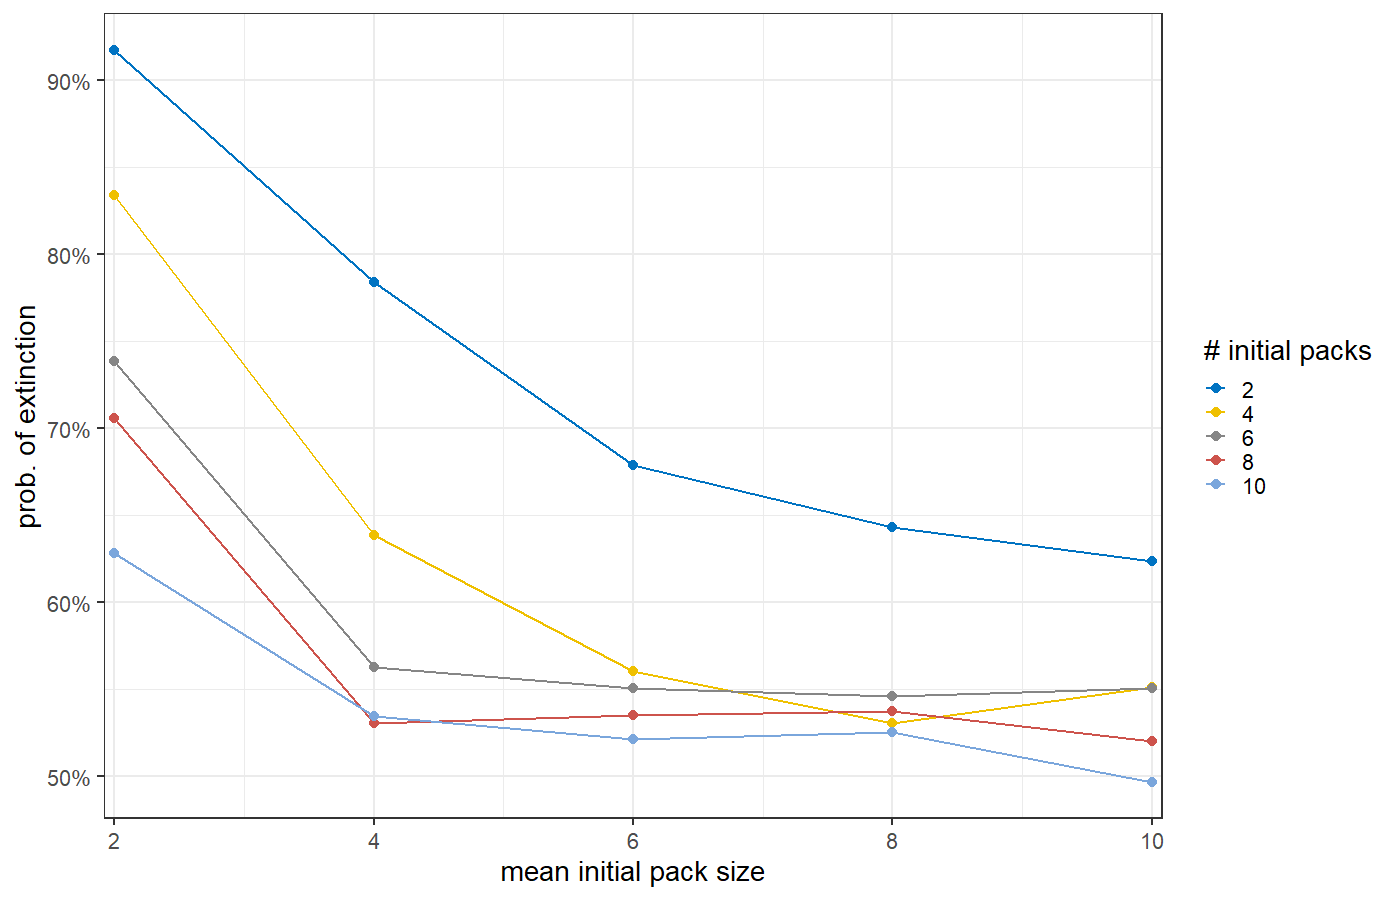 90%
80%
70%
60%
50%
prob. of extinction
2 4 6 8 10
mean initial pack size
# initial packs
2
4
6
8
10